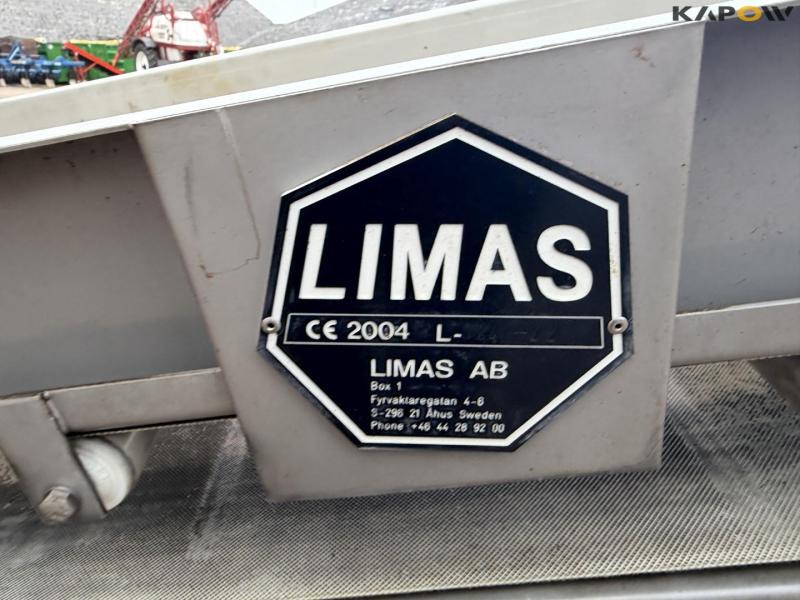 KAPOW
LIMAS
CE 2004 L-
LIMAS AB
Box 1
Fyrvaktaregatan 4-6
S-296 21 Åhus Sweden
Phone +46 44 28 92 00